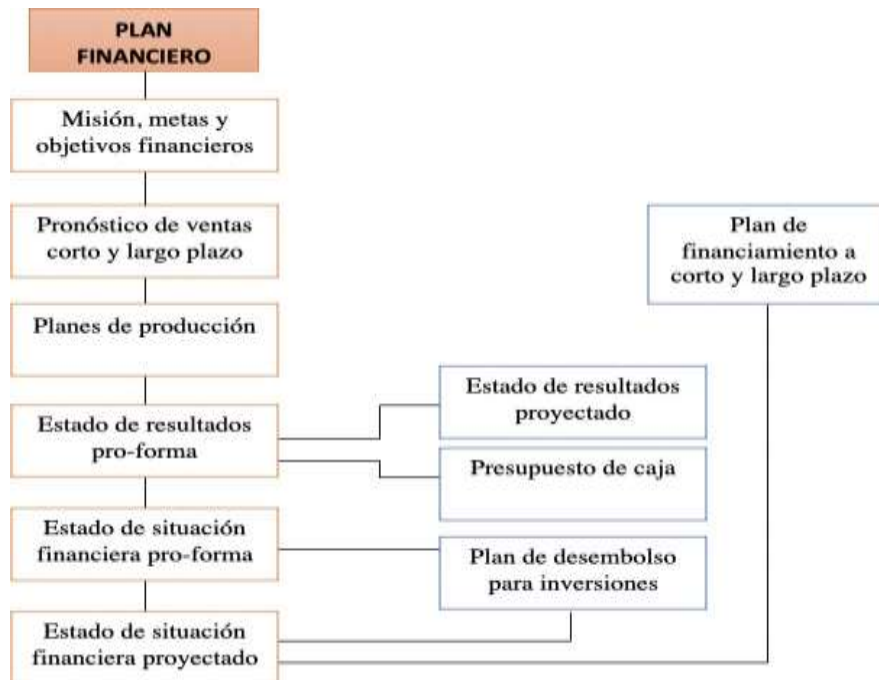 PLAN
FINANCIERO
Misión, metas y
objetivos financieros
Pronóstico de ventas
corto y largo plazo
Plan de
financiamiento a
corto y largo plazo
Planes de producción
Estado de resultados
proyectado
Estado de resultados
pro-forma
Presupuesto de caja
Estado de situación
financiera pro-forma
Plan de desembolso
para inversiones
Estado de situación
financiera proyectado